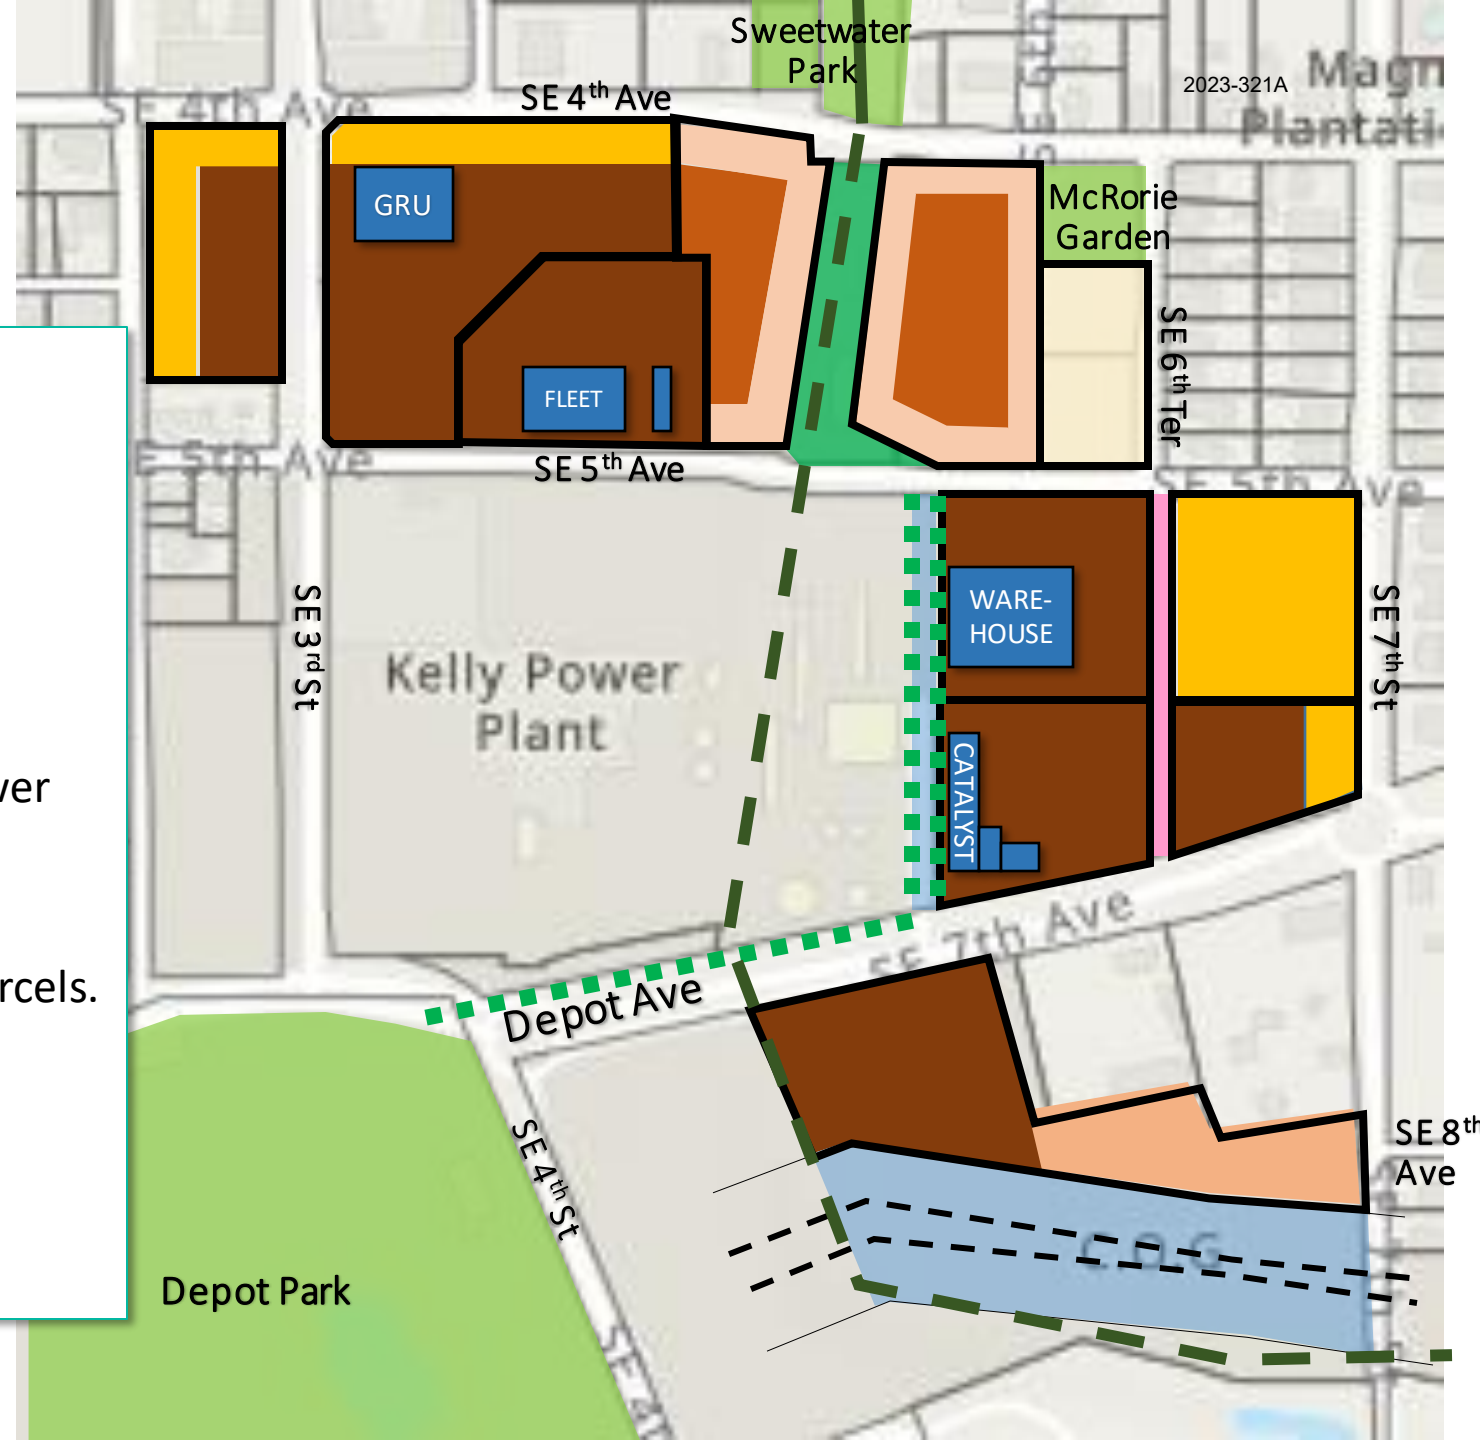 Sweetwater
Park
SE 4th Ave
SE 4th Ave
2023-321A
Plantati
GRU
McRorie
Garden
SE 6th Ter
FLEET
SE 5th Ave
E 5th Ave
SE 5th Ave
SE 3rd St
WARE-
HOUSE
SE 7th St
Kelly Power
Plant
CATALYST
ver
rcels.
SE 7th Ave
Depot Ave
SE 4th St
SE 8th
Ave
C.O.G
Depot Park
SE 4t